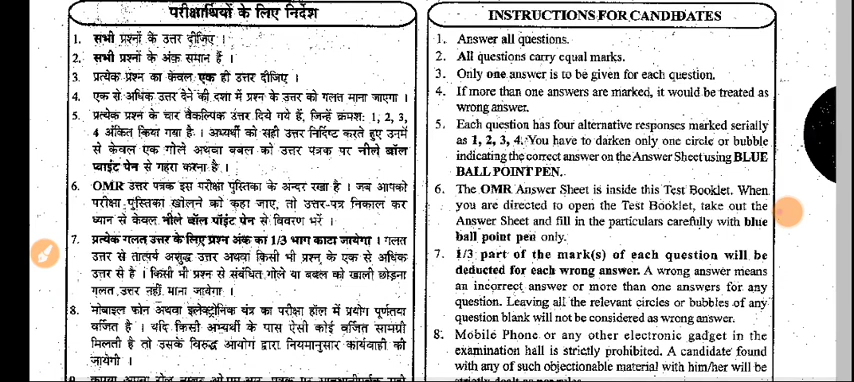 परीक्षार्थियों के लिए निर्देश
1. सभी प्रश्नों के उत्तर दीजिए ।
2. सभी प्रश्नों के अंक समान हैं ।
3. प्रत्येक प्रश्न का केवल एक ही उत्तर दीजिए ।
4. एक से अधिक उत्तर देने की दशा में प्रश्न के उत्तर को गलत माना जाएगा ।
5. प्रत्येक प्रश्न के चार वैकल्पिक उत्तर दिये गये हैं, जिन्हें क्रमशः 1, 2, 3,
4 अंकित किया गया है । अभ्यर्थी को सही उत्तर निर्दिष्ट करते हुए उनमें
से केवल एक गोले अथवा बबल को उत्तर पत्रक पर नीले बॉल
प्वाइंट पेन से गहरा करना है ।
6. OMR उत्तर पत्रक इस परीक्षा पुस्तिका के अन्दर रखा है । जब आपको
परीक्षा पुस्तिका खोलने को कहा जाए, तो उत्तर-पत्र निकाल कर
ध्यान से केवल नीले बॉल पॉइंट पेन से विवरण भरें ।
7. प्रत्येक गलत उत्तर के लिए प्रश्न अंक का 1/3 भाग काटा जायेगा । गलत
उत्तर से तात्पर्य अशुद्ध उत्तर अथवा किसी भी प्रश्न के एक से अधिक
उत्तर से है । किसी भी प्रश्न से संबंधित गोले या बबल को खाली छोड़ना
गलत उत्तर नहीं माना जावेगा ।
8. मोबाइल फोन अथवा इलेक्ट्रोनिक यंत्र का परीक्षा हॉल में प्रयोग पूर्णतया
वर्जित है । यदि किसी अभ्यर्थी के पास ऐसी कोई वर्जित सामग्री
मिलती है तो उसके विरुद्ध आयोग द्वारा नियमानुसार कार्यवाही की
जायेगी ।
INSTRUCTIONS FOR CANDIDATES
1. Answer all questions.
2. All questions carry equal marks.
3. Only one answer is to be given for each question.
4. If more than one answers are marked, it would be treated as
wrong answer.
5. Each question has four alternative responses marked serially
as 1, 2, 3, 4. You have to darken only one circle or bubble
indicating the correct answer on the Answer Sheet using BLUE
BALL POINT PEN.
6. The OMR Answer Sheet is inside this Test Booklet. When
you are directed to open the Test Booklet, take out the
Answer Sheet and fill in the particulars carefully with blue
ball point pen only.
7. 1/3 part of the mark(s) of each question will be
deducted for each wrong answer. A wrong answer means
an incorrect answer or more than one answers for any
question. Leaving all the relevant circles or bubbles of any
question blank will not be considered as wrong answer.
8. Mobile Phone or any other electronic gadget in the
examination hall is strictly prohibited. A candidate found
with any of such objectionable material with him/her will be
strictly dealt as per rules.